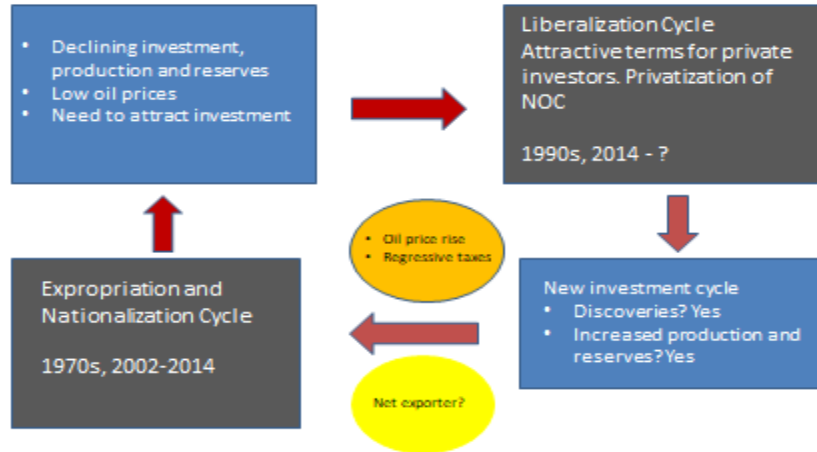 • Declining investment,
production and reserves
• Low oil prices
• Need to attract investment
Liberalization Cycle
Attractive terms for private
investors. Privatization of
NOC
1990s, 2014 - ?
• Oil price rise
• Regressive taxes
Expropriation and
Nationalization Cycle
1970s, 2002-2014
New investment cycle
• Discoveries? Yes
• Increased production and
reserves? Yes
Net exporter?